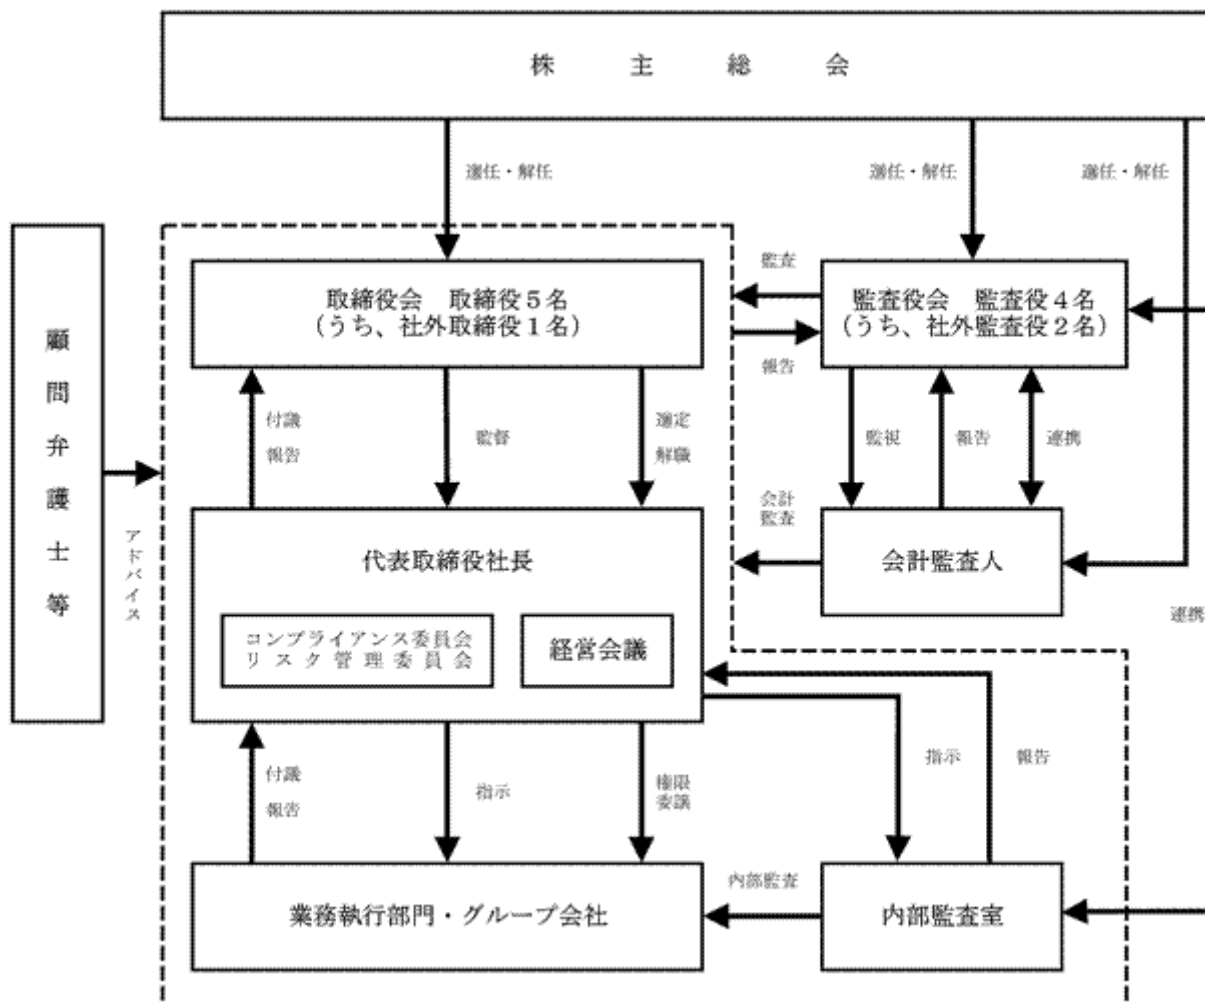 株主総会
選任・解任
選任・解任
選任・解任
顧問弁護士等
アドバイス
取締役会　取締役５名
（うち、社外取締役１名）
監査
報告
監査役会　監査役４名
（うち、社外監査役２名）
付議
報告
監督
選定
解職
監視
報告
連携
会計
監査
代表取締役社長
会計監査人
コンプライアンス委員会
リスク管理委員会
経営会議
連携
付議
報告
指示
権限
委譲
指示
報告
業務執行部門・グループ会社
内部監査
内部監査室